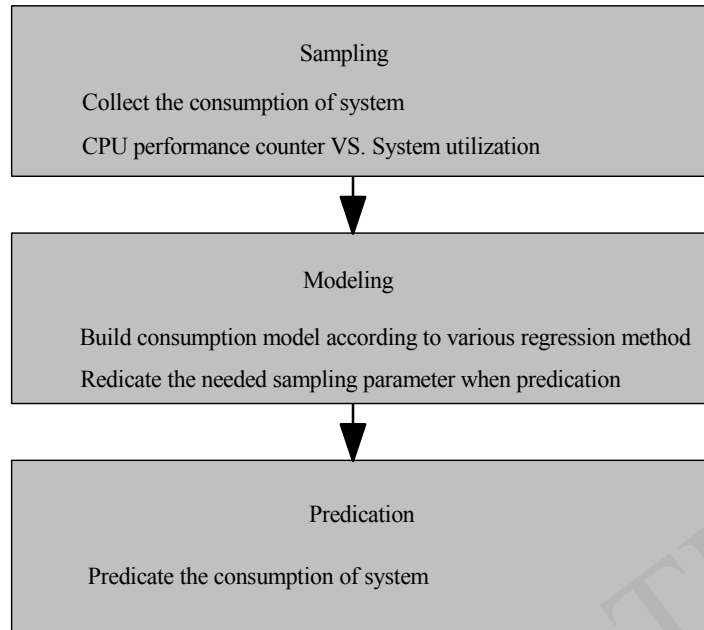 Sampling
Collect the consumption of system
CPU performance counter VS. System utilization
Modeling
Build consumption model according to various regression method
Redicate the needed sampling parameter when predication
Predication
Predicate the consumption of system